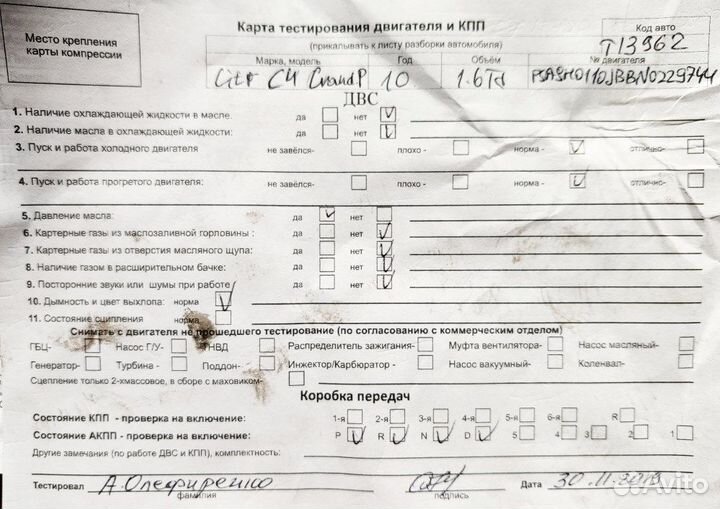 Место крепления карты компрессии
Карта тестирования двигателя и КПП
(прикалывать к листу разборки автомобиля)
Код авто
T13962
Марка, модель
Год
Объём
№ двигателя
Citr C4 GrandP
10
1.6Td
ДВС
1. Наличие охлаждающей жидкости в масле. да нет V
2. Наличие масла в охлаждающей жидкости: да нет V
3. Пуск и работа холодного двигателя не завёлся- плохо - норма - V отлично-
4. Пуск и работа прогретого двигателя: не завёлся- плохо - норма - V отлично-
5. Давление масла: да V нет
6. Картерные газы из маслозаливной горловины : да нет V
7. Картерные газы из отверстия масляного щупа: да нет V
8. Наличие газом в расширительном бачке: да нет V
9. Посторонние звуки или шумы при работе да нет V
10. Дымность и цвет выхлопа: норма V
11. Состояние сцепления норма
Снимать с двигателя не прошедшего тестирование (по согласованию с коммерческим отделом)
ГБЦ- Насос Г/У- ТНВД Распределитель зажигания- Муфта вентилятора- Насос масляный-
Генератор- Турбина - Поддон- Инжектор/Карбюратор - Насос вакуумный- Коленвал-
Сцепление только 2-хмассовое, в сборе с маховиком-
Коробка передач
Состояние КПП - проверка на включение: 1-я 2-я 3-я 4-я 5-я 6-я R
Состояние АКПП - проверка на включение: P V R V N V D V 5 4 3 2 1
Другие замечания (по работе ДВС и КПП), комплектность:
Тестировал А.Олефиренко
фамилия
подпись
Дата 30.11.2019
Avito